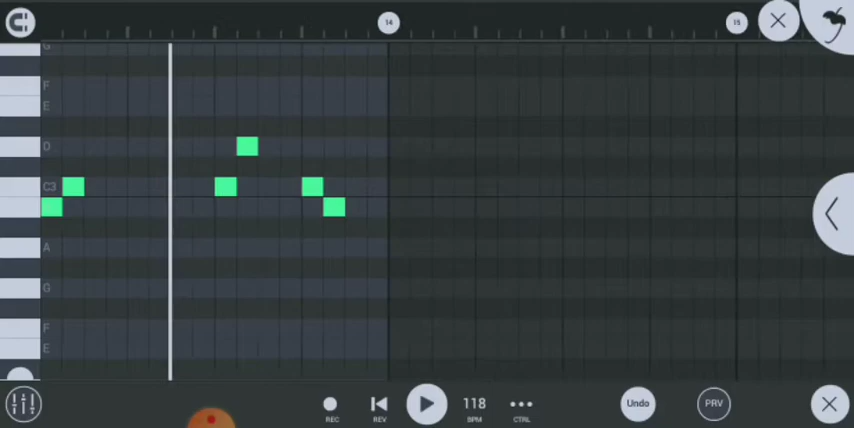 14 15
G
F
E
D
C3
A
G
F
E
118 Undo PRV
REC REV BPM CTRL